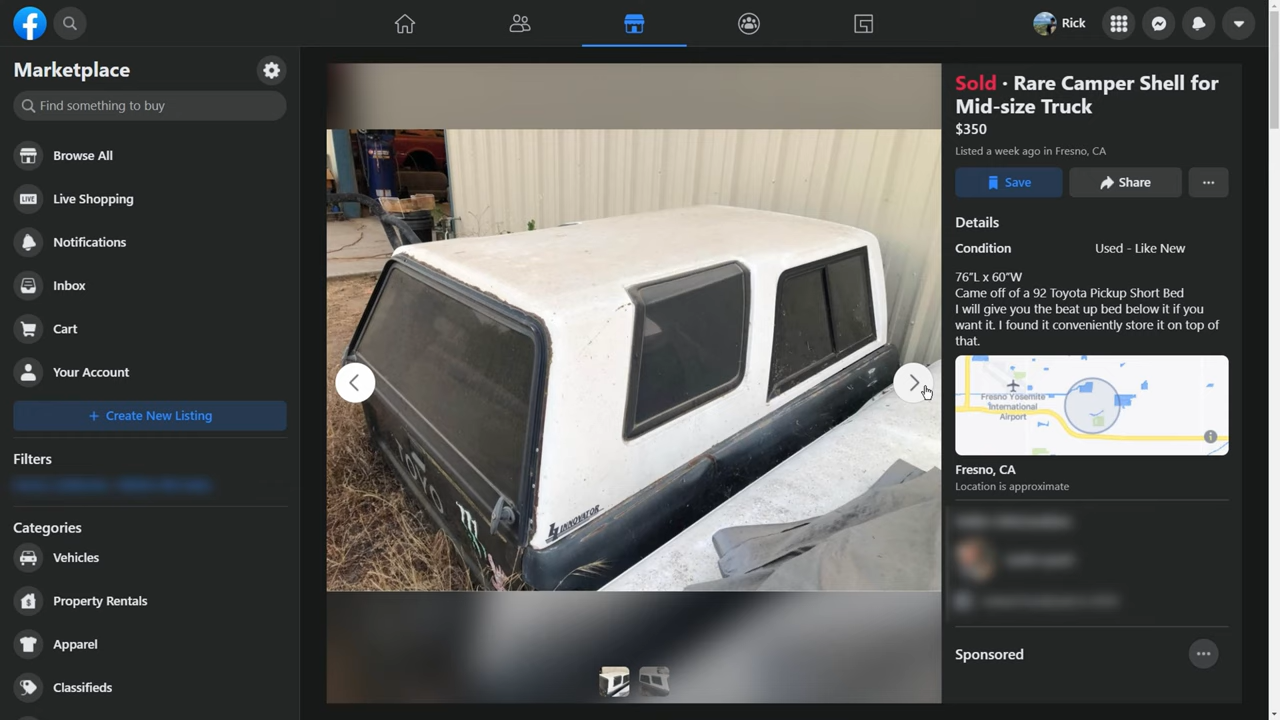 Rick
Marketplace
Find something to buy
Browse All
LIVE
Live Shopping
Notifications
Inbox
Cart
Your Account
+ Create New Listing
Filters
Categories
Vehicles
Property Rentals
Apparel
Classifieds
TOYO
INNOVATOR
Sold · Rare Camper Shell for
Mid-size Truck
$350
Listed a week ago in Fresno, CA
Save
Share
Details
Condition
Used - Like New
76”L x 60”W
Came off of a 92 Toyota Pickup Short Bed
I will give you the beat up bed below it if you
want it. I found it conveniently store it on top of
that.
Fresno Yosemite
International
Airport
Fresno, CA
Location is approximate
Sponsored